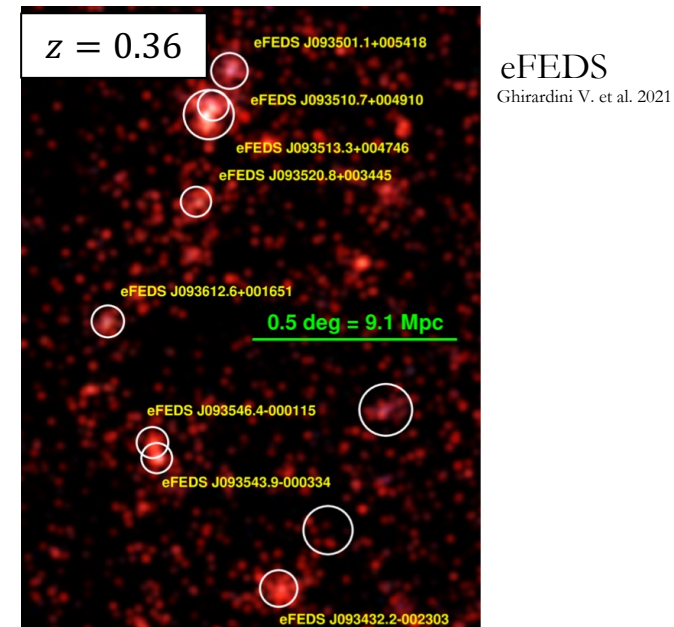 z = 0.36
eFEDS J093501.1+005418
eFEDS
Ghirardini V. et al. 2021
eFEDS J093510.7+004910
eFEDS J093513.3+004746
eFEDS J093520.8+003445
eFEDS J093612.6+001651
0.5 deg = 9.1 Mpc
eFEDS J093546.4-000115
eFEDS J093543.9-000334
eFEDS J093432.2-002303